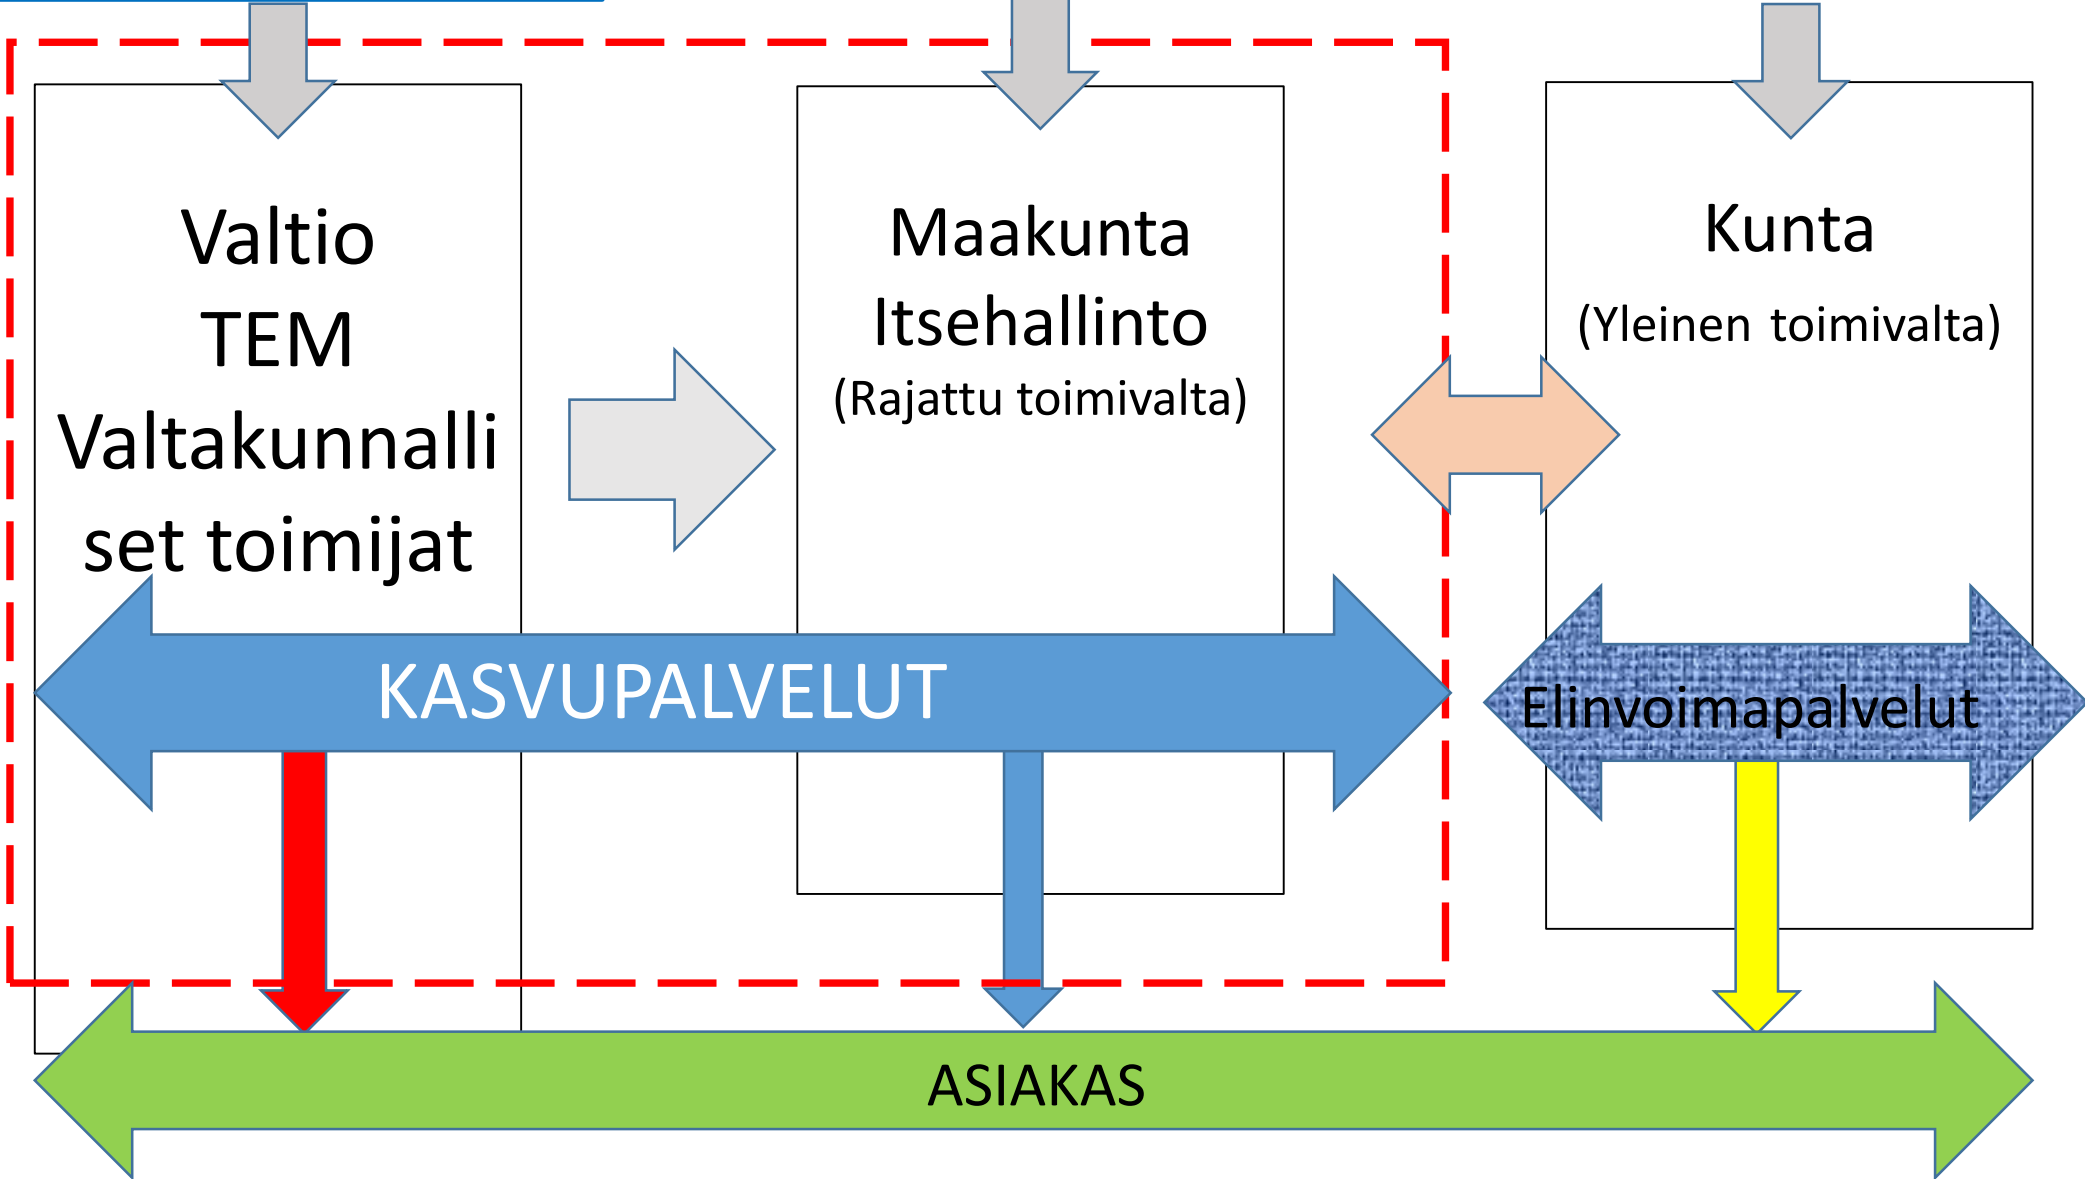 Valtio
TEM
Valtakunnalli
set toimijat
Maakunta
Itsehallinto
(Rajattu toimivalta)
Kunta
(Yleinen toimivalta)
KASVUPALVELUT
Elinvoimapalvelut
ASIAKAS